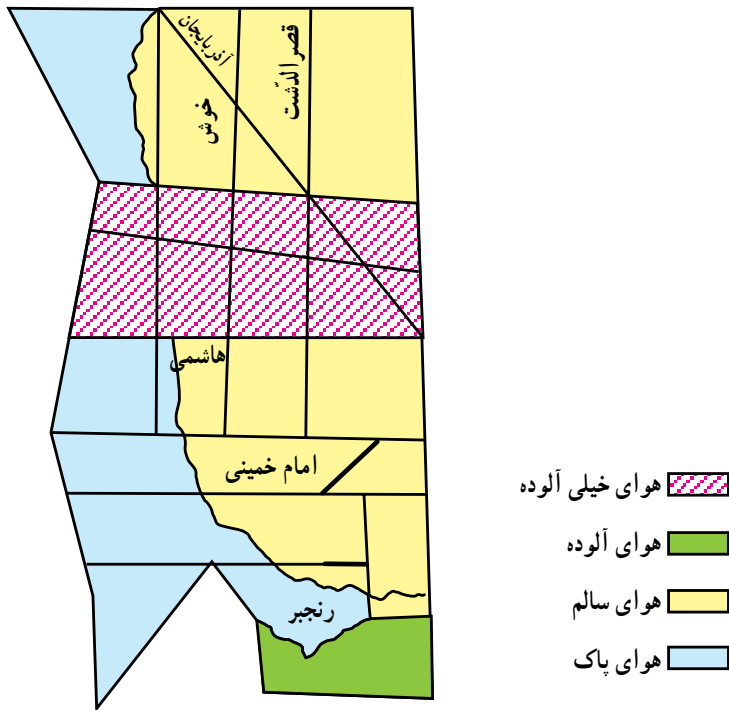 آذربایجان
خوش
قصرالدّشت
هاشمی
امام خمینی
رنجبر
هوای خیلی آلوده
هوای آلوده
هوای سالم
هوای پاک